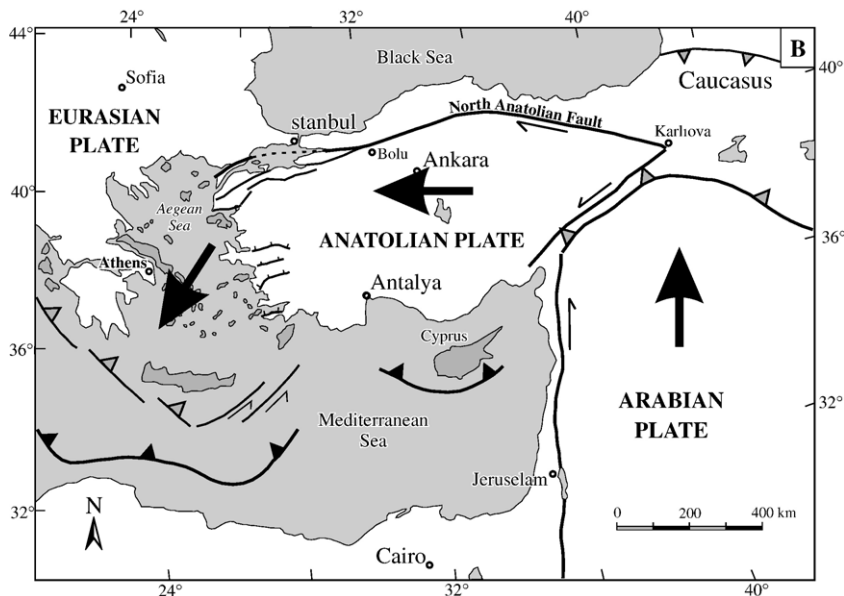 24°
32°
40°
44°
B
Black Sea
40°
Sofia
Caucasus
EURASIAN
PLATE
North Anatolian Fault
stanbul
Karlıova
Bolu
Ankara
40°
Aegean
Sea
ANATOLIAN PLATE
36°
Athens
Antalya
Cyprus
36°
ARABIAN
PLATE
32°
Mediterranean
Sea
Jeruselam
N
0 200 400 km
32°
Cairo
24°
32°
40°